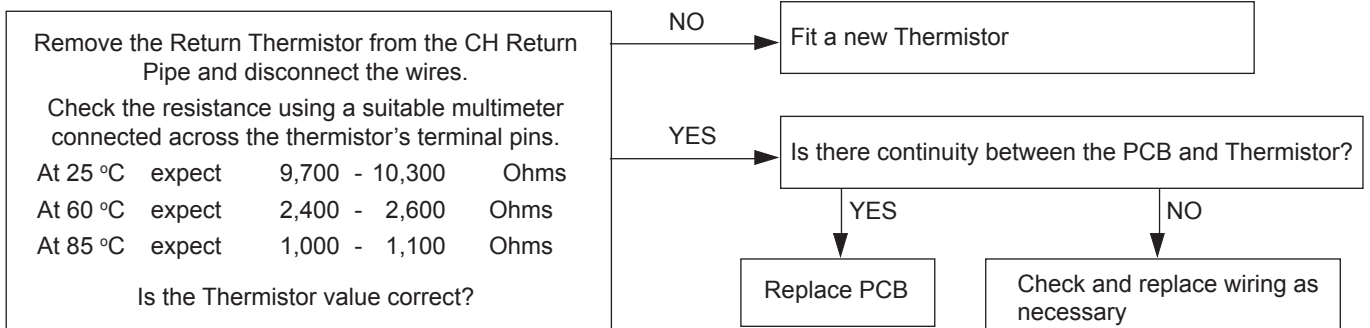 Remove the Return Thermistor from the CH Return
Pipe and disconnect the wires.
Check the resistance using a suitable multimeter
connected across the thermistor's terminal pins.
At 25 °C expect 9,700 - 10,300 Ohms
At 60 °C expect 2,400 - 2,600 Ohms
At 85 °C expect 1,000 - 1,100 Ohms
Is the Thermistor value correct?
NO
Fit a new Thermistor
YES
Is there continuity between the PCB and Thermistor?
YES
Replace PCB
NO
Check and replace wiring as
necessary